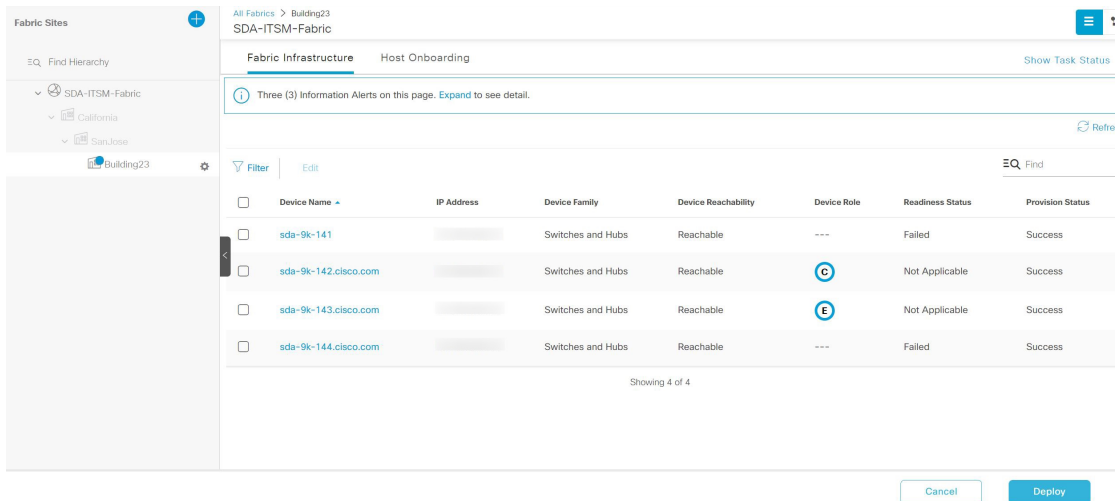 Fabric Sites
All Fabrics > Building23
SDA-ITSM-Fabric
Find Hierarchy
Fabric Infrastructure Host Onboarding Show Task Status
SDA-ITSM-Fabric
California
SanJose
Building23
Three (3) Information Alerts on this page. Expand to see detail.
Refre
Filter Edit Find
Device Name IP Address Device Family Device Reachability Device Role Readiness Status Provision Status
sda-9k-141 Switches and Hubs Reachable --- Failed Success
sda-9k-142.cisco.com Switches and Hubs Reachable C Not Applicable Success
sda-9k-143.cisco.com Switches and Hubs Reachable E Not Applicable Success
sda-9k-144.cisco.com Switches and Hubs Reachable --- Failed Success
Showing 4 of 4
Cancel Deploy